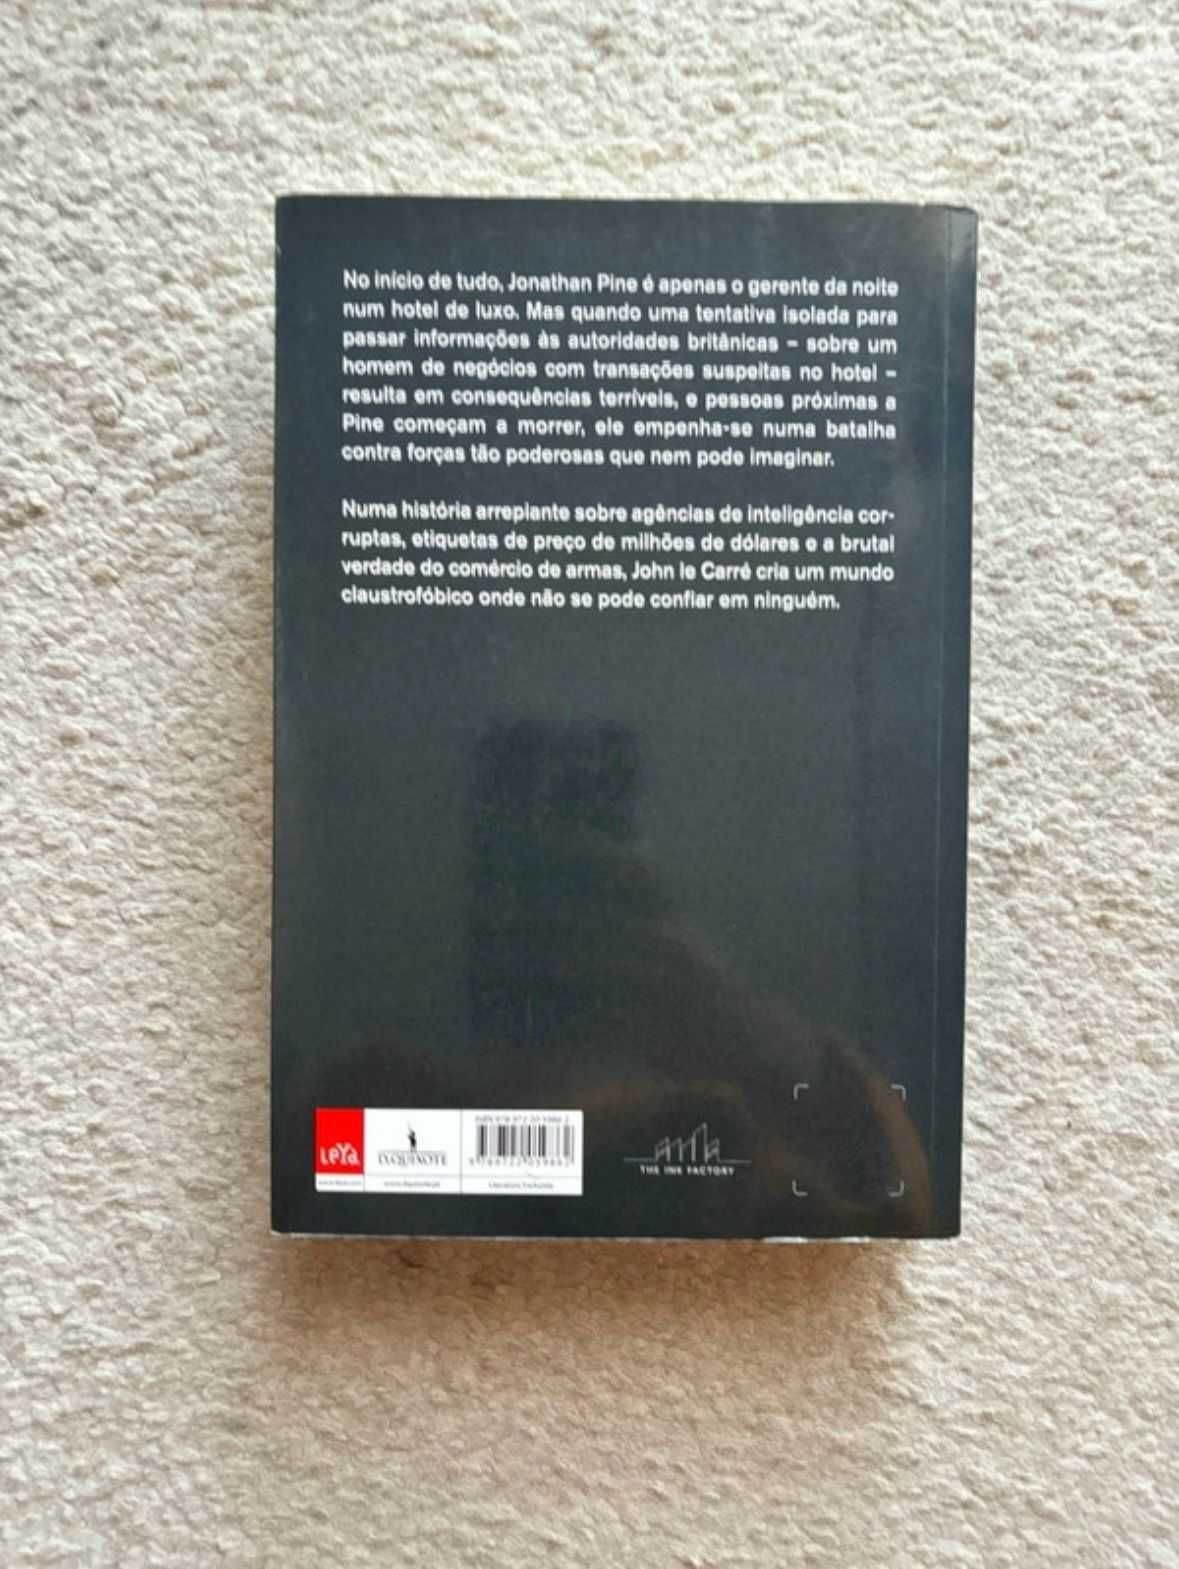 No início de tudo, Jonathan Pine é apenas o gerente da noite
num hotel de luxo. Mas quando uma tentativa isolada para
passar informações às autoridades britânicas – sobre um
homem de negócios com transações suspeitas no hotel –
resulta em consequências terríveis, e pessoas próximas a
Pine começam a morrer, ele empenha-se numa batalha
contra forças tão poderosas que nem pode imaginar.
Numa história arrepiante sobre agências de inteligência cor-
ruptas, etiquetas de preço de milhões de dólares e a brutal
verdade do comércio de armas, John le Carré cria um mundo
claustrofóbico onde não se pode confiar em ninguém.
LeYa
D.QUIXOTE
THE INK FACTORY